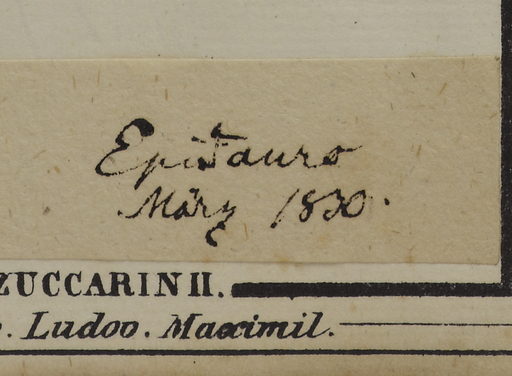 Epidauro
März 1830.
ZUCCARINII.
. Ludov. Maximil.